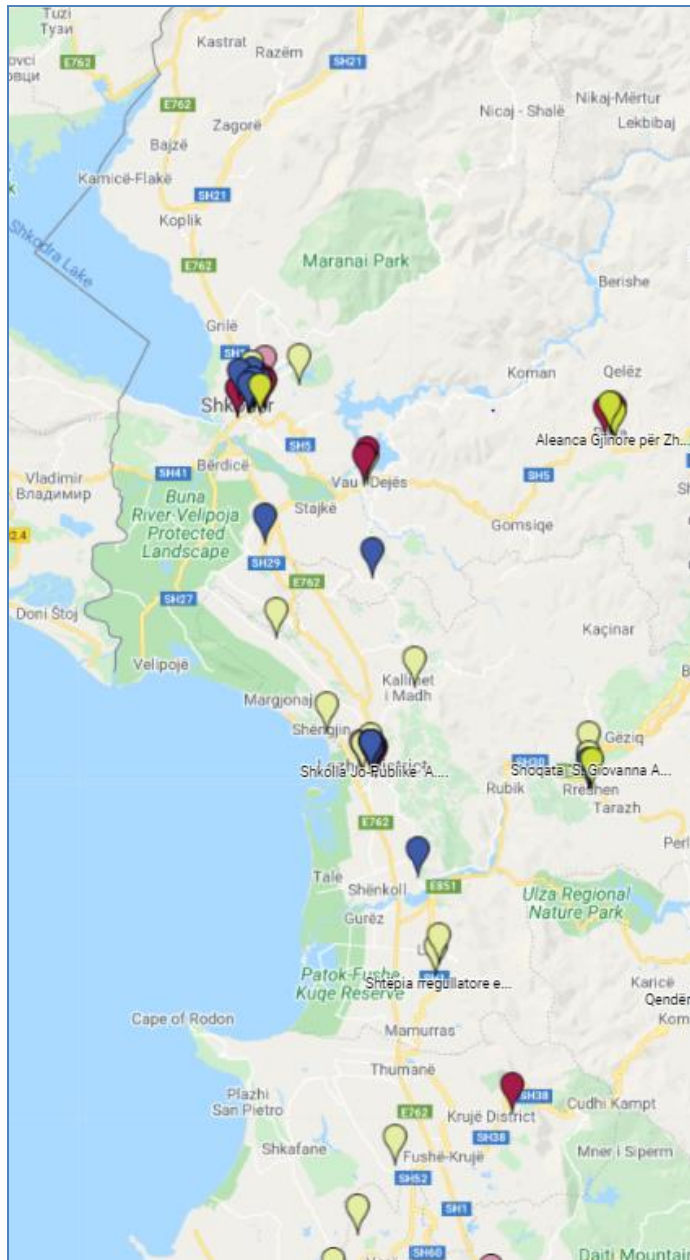 Tuzi
Тузи
Kastrat
Razëm
SH21
E762
E762
Nikaj-Mërtur
Nicaj - Shalë
Lekbibaj
Zagorë
Bajzë
Kamicë-Flakë
SH21
Koplik
Shkodra Lake
E762
Maranai Park
Berishe
Grilë
Koman
Qelëz
Aleanca Gjinore për Zh...
SH5
Bërdicë
SH41
Vladimir
Владимир
Vau i Dejës
SH5
Buna
River-Velipoja
Protected
Landscape
Stajkë
Gomsiqe
SH29
E762
SH27
Doni Štoj
Kaçinar
Velipojë
Kallmet
i Madh
Margjonaj
Shëngjin
Gëziq
Shkolla Jo-Publike "A....
SH30
Shoqata "S. Giovanna A...
Rubik
Rrëshen
Tarazh
E762
Tale
Shënkoll
E851
Gurëz
Ulza Regional
Nature Park
Patok-Fushe
Kuqe Reserve
Shtëpia rregullatore e...
Karicë
Qendër
Cape of Rodon
Mamurras
Thumanë
Plazhi
San Pietro
SH38
E762
Krujë District
Cudhi Kampt
SH38
Shkafane
Fushë-Krujë
Mner i Siperm
SH52
SH1
SH60
Daiti Mountain